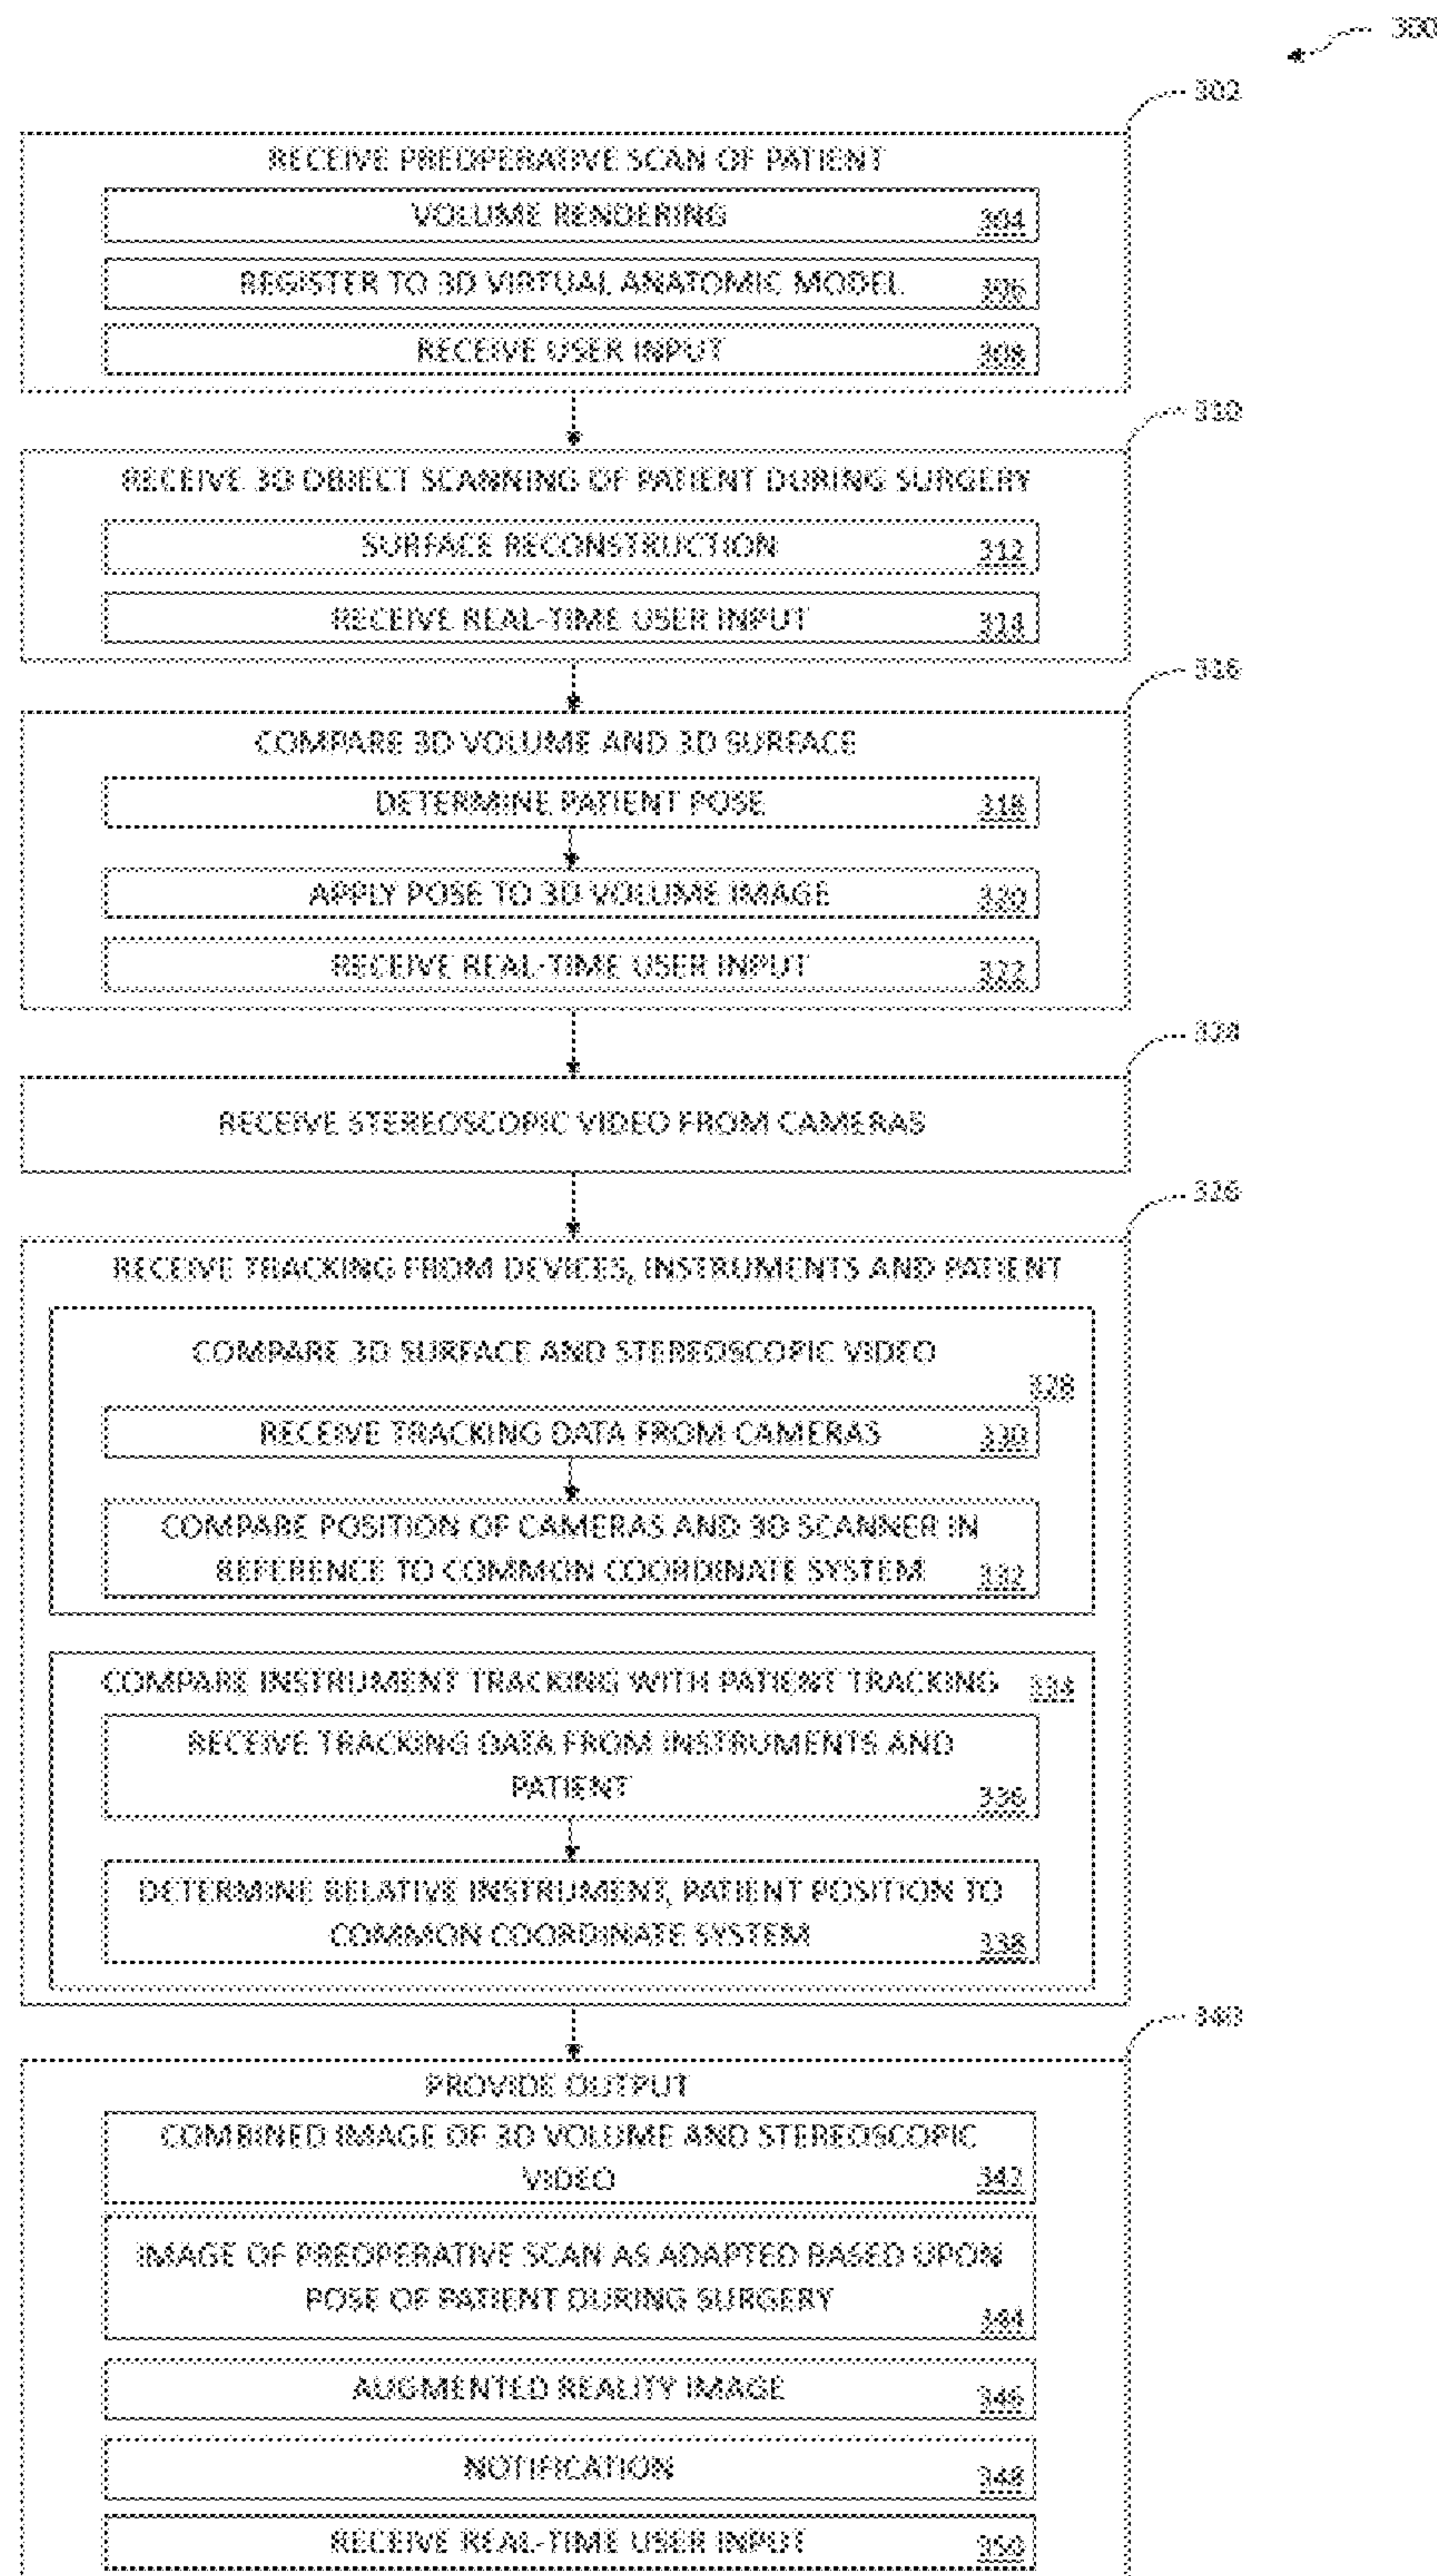 300
302
RECEIVE PREOPERATIVE SCAN OF PATIENT
VOLUME RENDERING 304
REGISTER TO 3D VIRTUAL ANATOMIC MODEL 306
RECEIVE USER INPUT 308
310
RECEIVE 3D OBJECT SCANNING OF PATIENT DURING SURGERY
SURFACE RECONSTRUCTION 312
RECEIVE REAL-TIME USER INPUT 314
316
COMPARE 3D VOLUME AND 3D SURFACE
DETERMINE PATIENT POSE 318
APPLY POSE TO 3D VOLUME IMAGE 320
RECEIVE REAL-TIME USER INPUT 322
324
RECEIVE STEREOSCOPIC VIDEO FROM CAMERAS
326
RECEIVE TRACKING FROM DEVICES, INSTRUMENTS AND PATIENT
COMPARE 3D SURFACE AND STEREOSCOPIC VIDEO
328
RECEIVE TRACKING DATA FROM CAMERAS 330
COMPARE POSITION OF CAMERAS AND 3D SCANNER IN
REFERENCE TO COMMON COORDINATE SYSTEM 332
COMPARE INSTRUMENT TRACKING WITH PATIENT TRACKING 334
RECEIVE TRACKING DATA FROM INSTRUMENTS AND
PATIENT 336
DETERMINE RELATIVE INSTRUMENT, PATIENT POSITION TO
COMMON COORDINATE SYSTEM 338
340
PROVIDE OUTPUT
COMBINED IMAGE OF 3D VOLUME AND STEREOSCOPIC
VIDEO 342
IMAGE OF PREOPERATIVE SCAN AS ADAPTED BASED UPON
POSE OF PATIENT DURING SURGERY
344
AUGMENTED REALITY IMAGE 346
NOTIFICATION 348
RECEIVE REAL-TIME USER INPUT 350